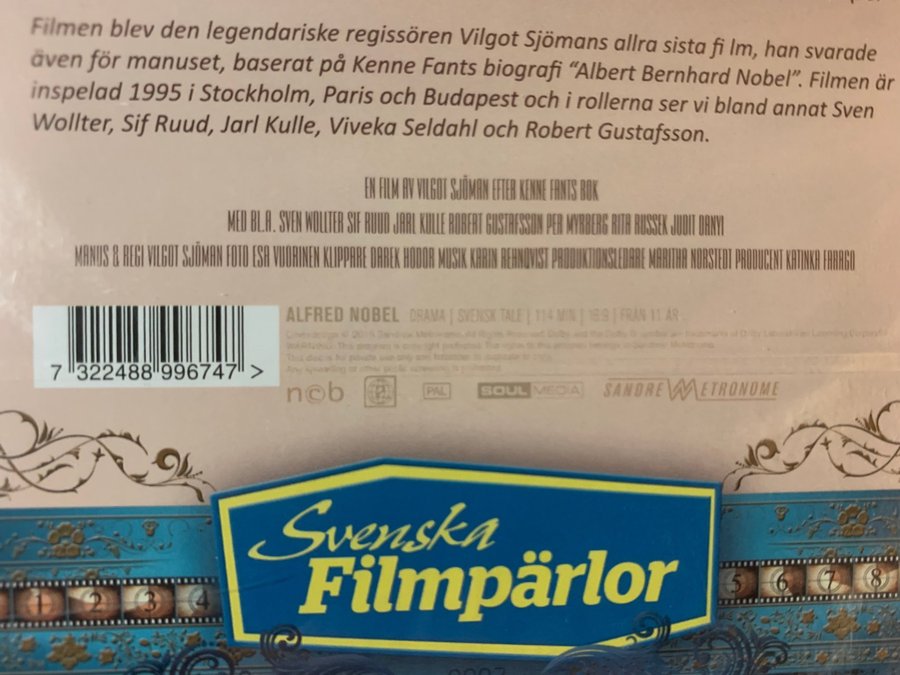 Filmen blev den legendariske regissören Vilgot Sjömans allra sista fi lm, han svarade
även för manuset, baserat på Kenne Fants biografi “Albert Bernhard Nobel”. Filmen är
inspelad 1995 i Stockholm, Paris och Budapest och i rollerna ser vi bland annat Sven
Wollter, Sif Ruud, Jarl Kulle, Viveka Seldahl och Robert Gustafsson.
EN FILM AV VILGOT SJÖMAN EFTER KENNE FANTS BOK
MED BL.A. SVEN WOLLTER SIF RUUD JARL KULLE ROBERT GUSTAFSSON PER MYRBERG RITA RUSSEK JUDIT DANYI
MANUS & REGI VILGOT SJÖMAN FOTO ESA VUORINEN KLIPPARE DAREK HODOR MUSIK KARIN REHNQVIST PRODUKTIONSLEDARE MARITHA NORSTEDT PRODUCENT KATINKA FARAGO
ALFRED NOBEL DRAMA | SVENSK TALE | 114 MIN | 16:9 | FRÅN 11 ÅR
7 322488 996747 >
ncb PAL SOUL MEDIA SANDREW METRONOME
Svenska
Filmpärlor
1 2 3 4 5 6 7 8